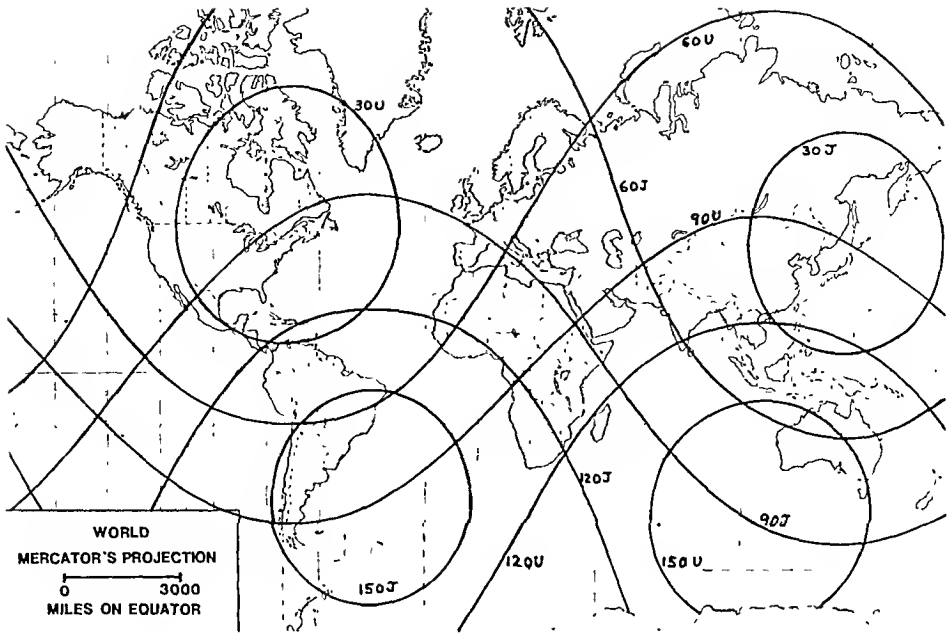 60U
30U
30J
60J
90U
120J
90J
120U
150U
150J
WORLD
MERCATOR'S PROJECTION
0 3000
MILES ON EQUATOR